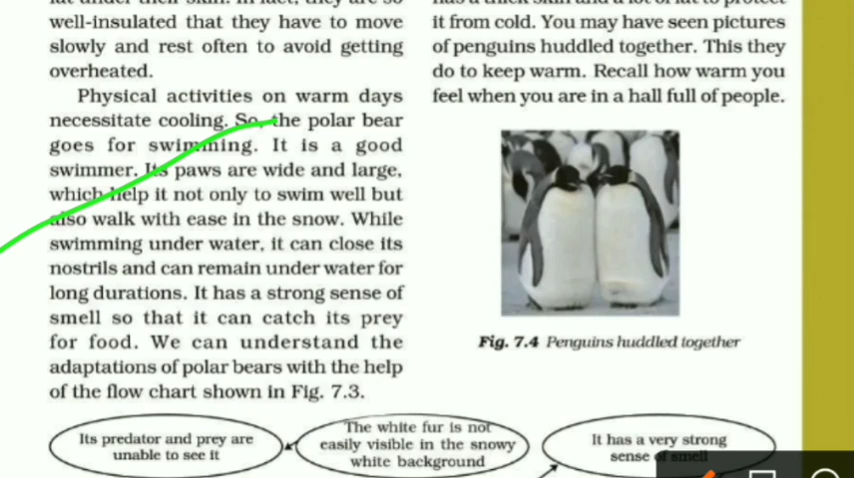 well-insulated that they have to move
slowly and rest often to avoid getting
overheated.
Physical activities on warm days
necessitate cooling. So, the polar bear
goes for swimming. It is a good
swimmer. Its paws are wide and large,
which help it not only to swim well but
also walk with ease in the snow. While
swimming under water, it can close its
nostrils and can remain under water for
long durations. It has a strong sense of
smell so that it can catch its prey
for food. We can understand the
adaptations of polar bears with the help
of the flow chart shown in Fig. 7.3.
it from cold. You may have seen pictures
of penguins huddled together. This they
do to keep warm. Recall how warm you
feel when you are in a hall full of people.
Fig. 7.4 Penguins huddled together
Its predator and prey are
unable to see it
The white fur is not
easily visible in the snowy
white background
It has a very strong
sense of smell